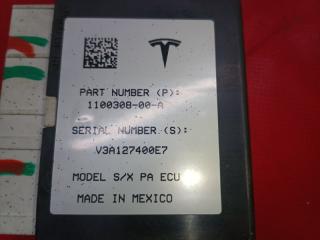 PART NUMBER (P):
1100308-00-A
SERIAL NUMBER (S):
V3A127400E7
MODEL S/X PA ECU
MADE IN MEXICO